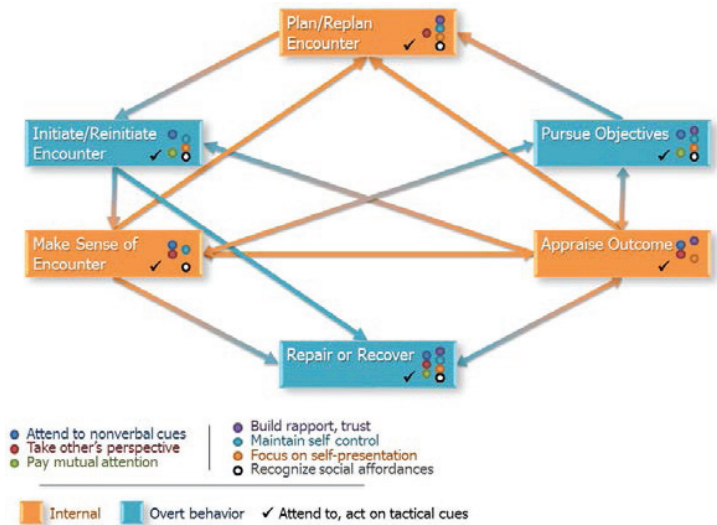 Plan/Replan
Encounter
Initiate/Reinitiate
Encounter
Pursue Objectives
Make Sense of
Encounter
Appraise Outcome
Repair or Recover
Attend to nonverbal cues
Take other's perspective
Pay mutual attention
Build rapport, trust
Maintain self control
Focus on self-presentation
Recognize social affordances
Internal
Overt behavior
Attend to, act on tactical cues